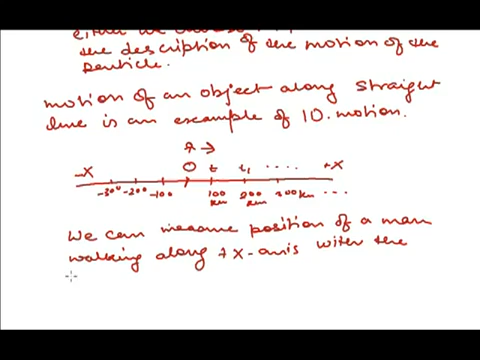 the description of the motion of the
particle.
motion of an object along straight
line is an example of 1D motion.
O t t₁ ....
-X +X
-300 -200 -100 100 km 200 km 300 km ...
We can measure position of a man
walking along +X-axis with the